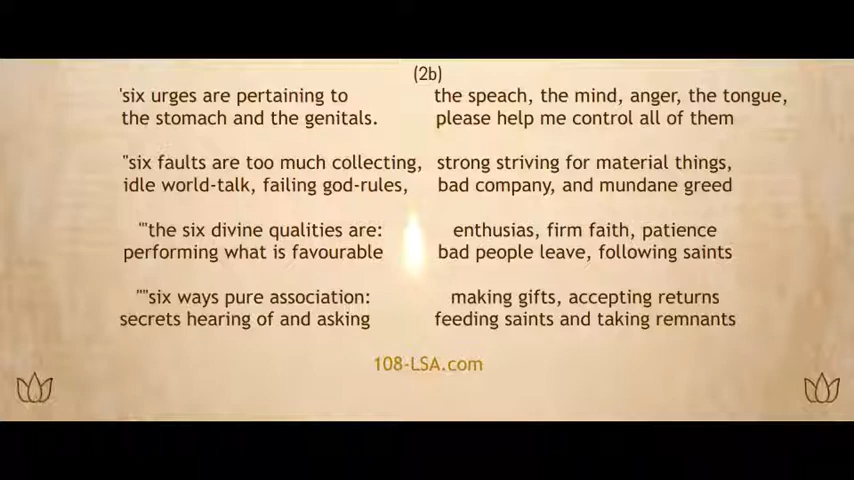 (2b)
'six urges are pertaining to the speach, the mind, anger, the tongue,
the stomach and the genitals. please help me control all of them
"six faults are too much collecting, strong striving for material things,
idle world-talk, failing god-rules, bad company, and mundane greed
'"the six divine qualities are: enthusias, firm faith, patience
performing what is favourable bad people leave, following saints
""six ways pure association: making gifts, accepting returns
secrets hearing of and asking feeding saints and taking remnants
108-LSA.com